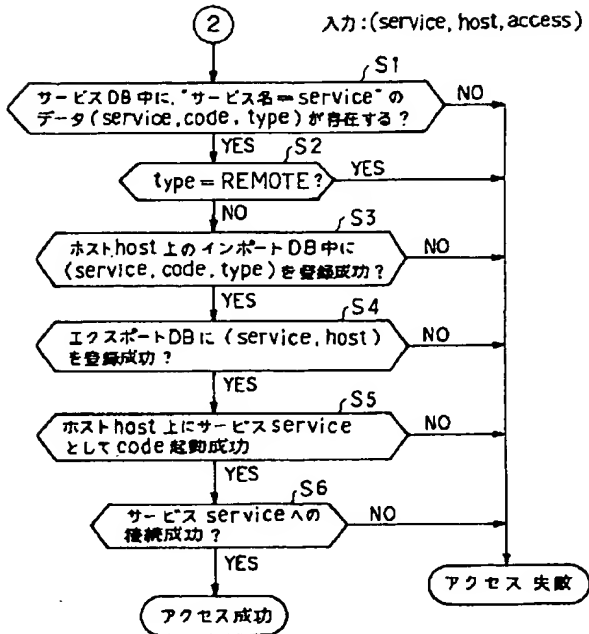 2
入力:(service, host, access)
S1
サービスDB中に、"サービス名=service"の
データ(service, code, type)が存在する?
NO
YES
S2
type=REMOTE?
YES
NO
S3
ホストhost上のインポートDB中に
(service, code, type)を登録成功?
NO
YES
S4
エクスポートDBに(service, host)
を登録成功?
NO
YES
S5
ホストhost上にサービスservice
としてcode起動成功
NO
YES
S6
サービスserviceへの
接続成功?
NO
YES
アクセス失敗
アクセス成功